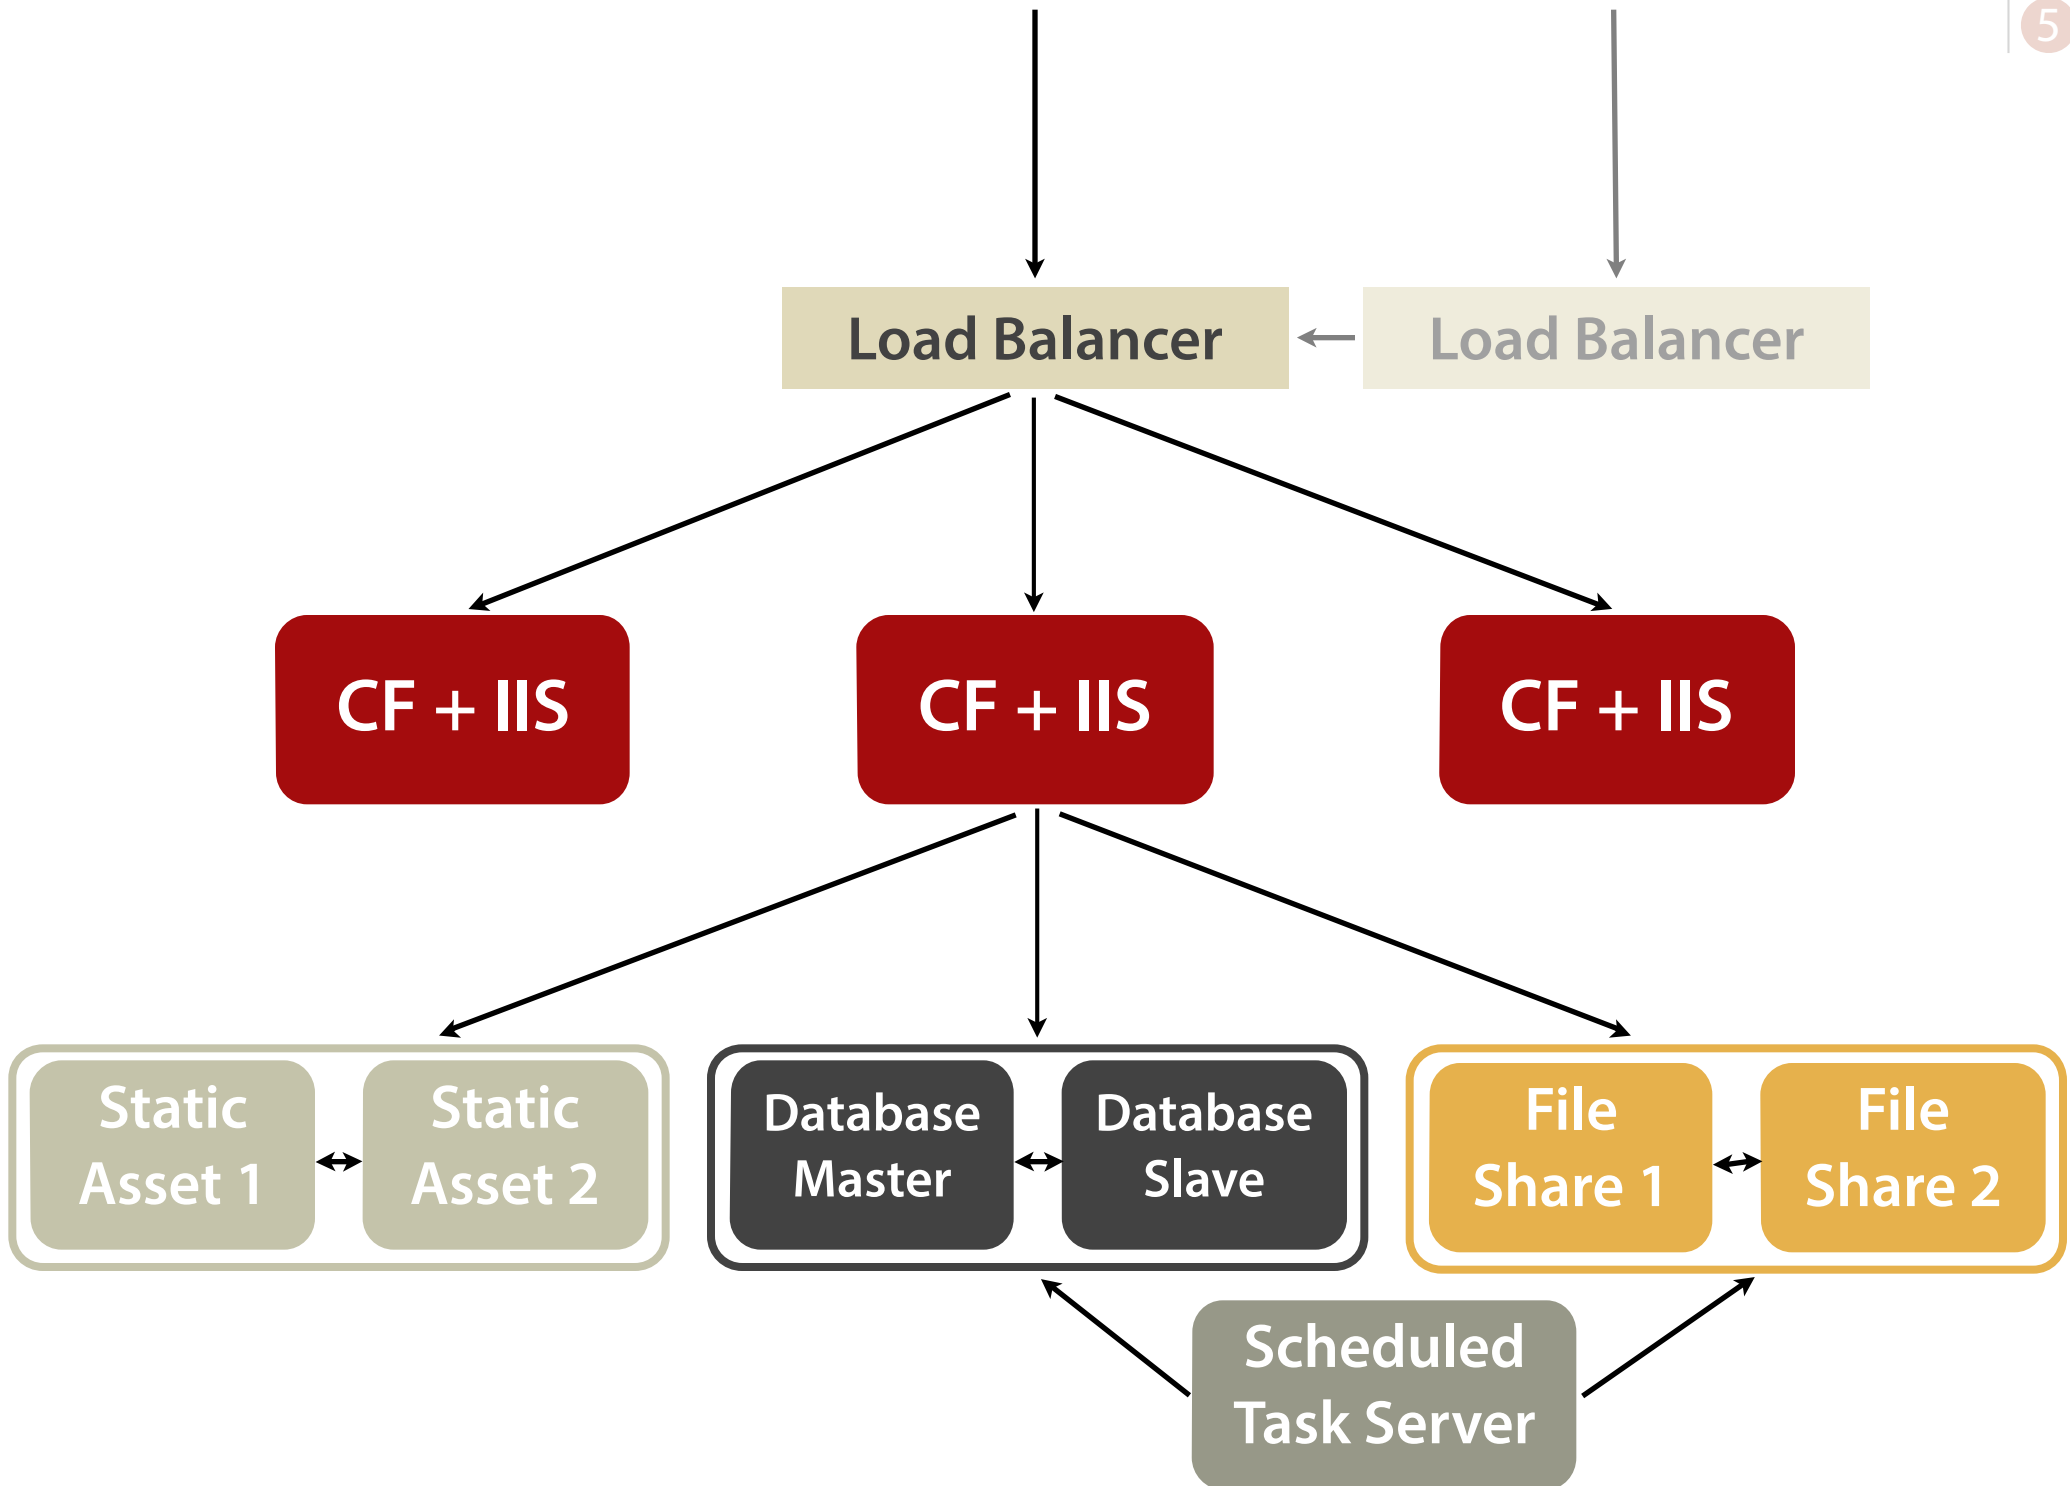 5
Load Balancer
Load Balancer
CF + IIS
CF + IIS
CF + IIS
Static
Asset 1
Static
Asset 2
Database
Master
Database
Slave
File
Share 1
File
Share 2
Scheduled
Task Server